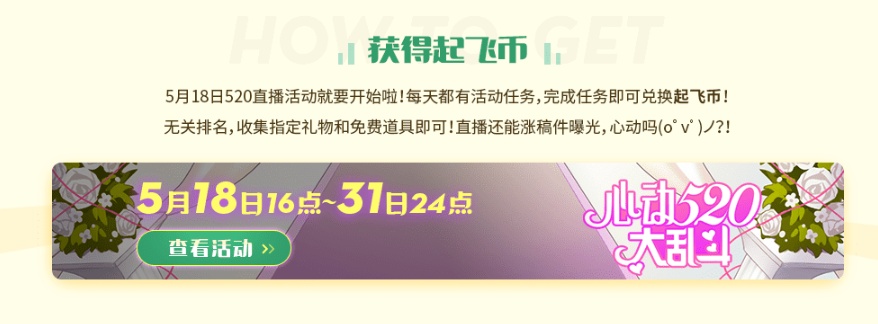 HOW TO GET
获得起飞币
5月18日520直播活动就要开始啦！每天都有活动任务，完成任务即可兑换起飞币！
无关排名，收集指定礼物和免费道具即可！直播还能涨稿件曝光，心动吗(oﾟvﾟ)ノ？！
5月18日16点~31日24点
心动520
大乱斗
查看活动 >>